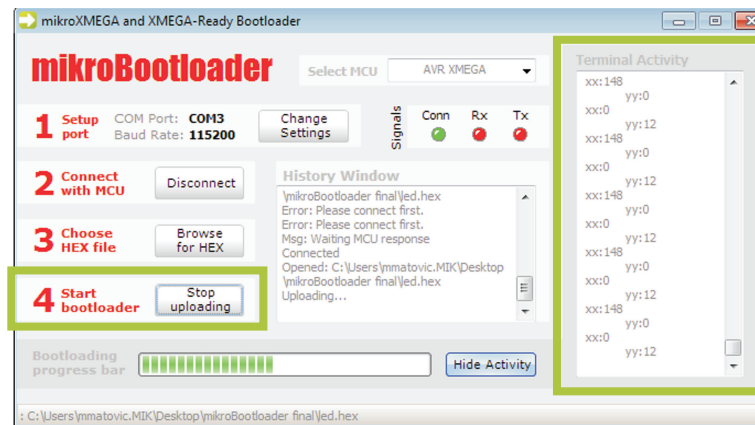 mikroXMEGA and XMEGA-Ready Bootloader
mikroBootloader
Select MCU
AVR XMEGA
1 Setup port
COM Port: COM3
Baud Rate: 115200
Change Settings
Signals
Conn Rx Tx
2 Connect with MCU
Disconnect
3 Choose HEX file
Browse for HEX
4 Start bootloader
Stop uploading
History Window
\mikroBootloader final\led.hex
Error: Please connect first.
Error: Please connect first.
Msg: Waiting MCU response
Connected
Opened: C:\Users\mmatovic.MIK\Desktop
\mikroBootloader final\led.hex
Uploading...
Bootloading progress bar
Hide Activity
Terminal Activity
xx:148
yy:0
xx:0
yy:12
xx:148
yy:0
xx:0
yy:12
xx:148
yy:0
xx:0
yy:12
xx:148
yy:0
xx:0
yy:12
xx:148
yy:0
xx:0
yy:12
: C:\Users\mmatovic.MIK\Desktop\mikroBootloader final\led.hex